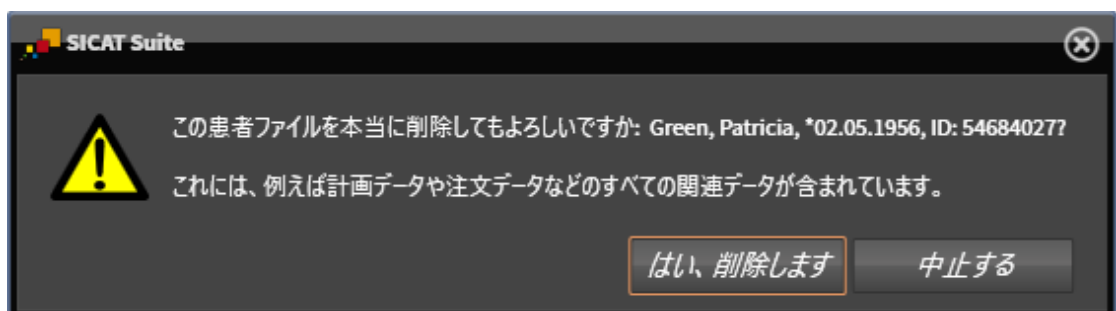 SICAT Suite
この患者ファイルを本当に削除してもよろしいですか: Green, Patricia, *02.05.1956, ID: 54684027?
これには、例えば計画データや注文データなどのすべての関連データが含まれています。
はい、削除します 中止する